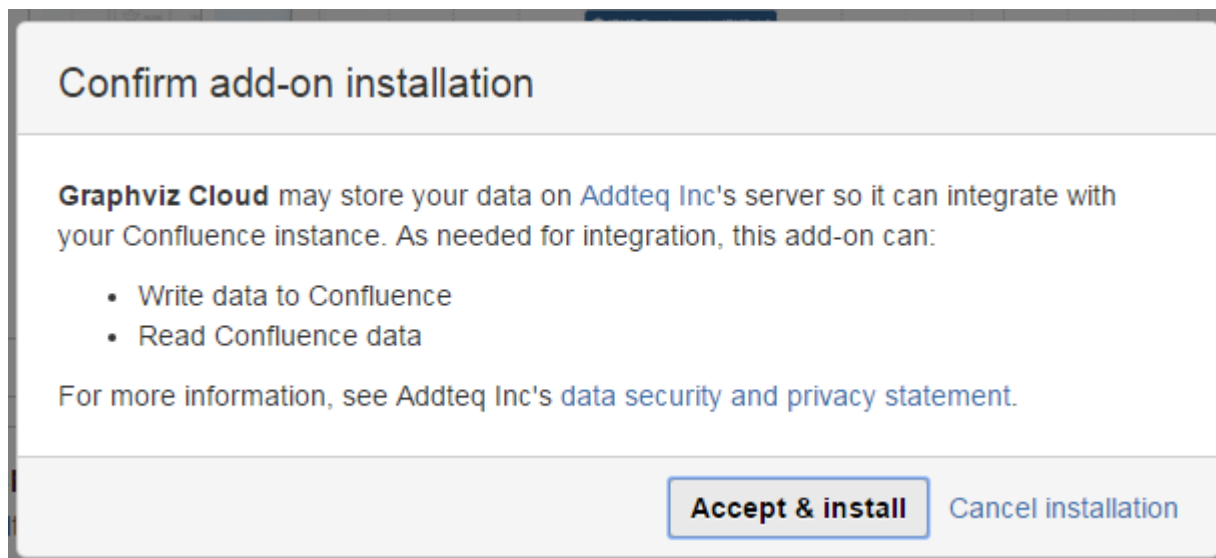 Confirm add-on installation
Graphviz Cloud may store your data on Addteq Inc's server so it can integrate with
your Confluence instance. As needed for integration, this add-on can:
• Write data to Confluence
• Read Confluence data
For more information, see Addteq Inc's data security and privacy statement.
Accept & install Cancel installation